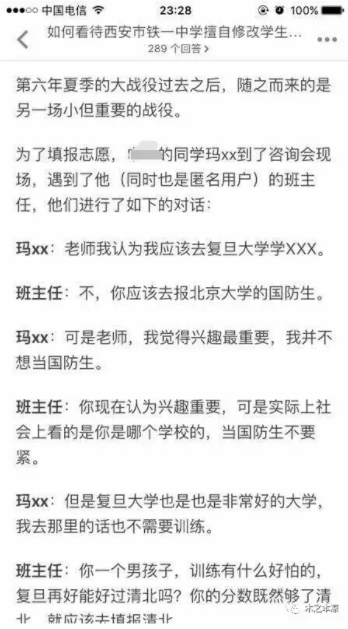 中国电信 23:28 100%
如何看待西安市铁一中学擅自修改学生...
289 个回答>
第六年夏季的大战役过去之后，随之而来的是
另一场小但重要的战役。
为了填报志愿，的同学玛xx到了咨询会现
场，遇到了他（同时也是匿名用户）的班主
任，他们进行了如下的对话：
玛xx：老师我认为我应该去复旦大学学XXX。
班主任：不，你应该去报北京大学的国防生。
玛xx：可是老师，我觉得兴趣最重要，我并不
想当国防生。
班主任：你现在认为兴趣重要，可是实际上社
会上看的是你是哪个学校的，当国防生不要
紧。
玛xx：但是复旦大学也是也是非常好的大学，
我去那里的话也不需要训练。
班主任：你一个男孩子，训练有什么好怕的，
复旦再好能好过清北吗？你的分数既然够了清
北，就应该去填报清北
木之本源